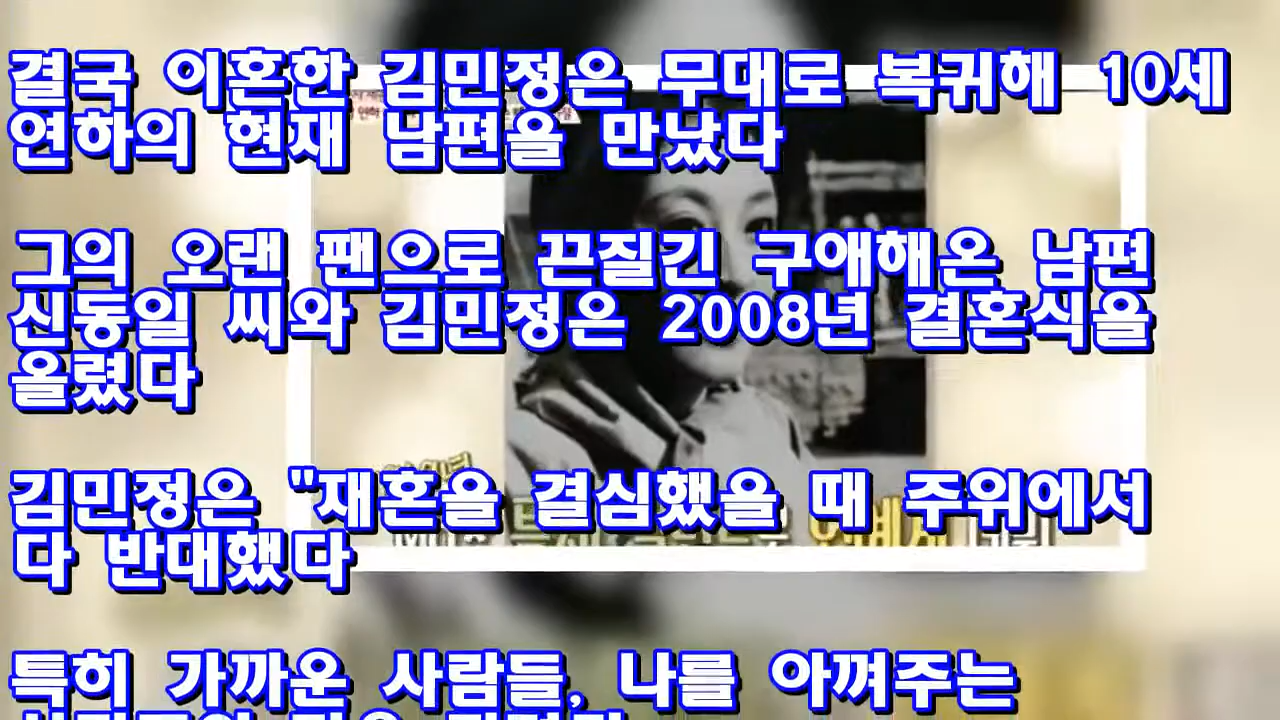 결국 이혼한 김민정은 무대로 복귀해 10세
연하의 현재 남편을 만났다
그의 오랜 팬으로 끈질긴 구애해온 남편
신동일 씨와 김민정은 2008년 결혼식을
올렸다
김민정은 "재혼을 결심했을 때 주위에서
다 반대했다
특히 가까운 사람들, 나를 아껴주는